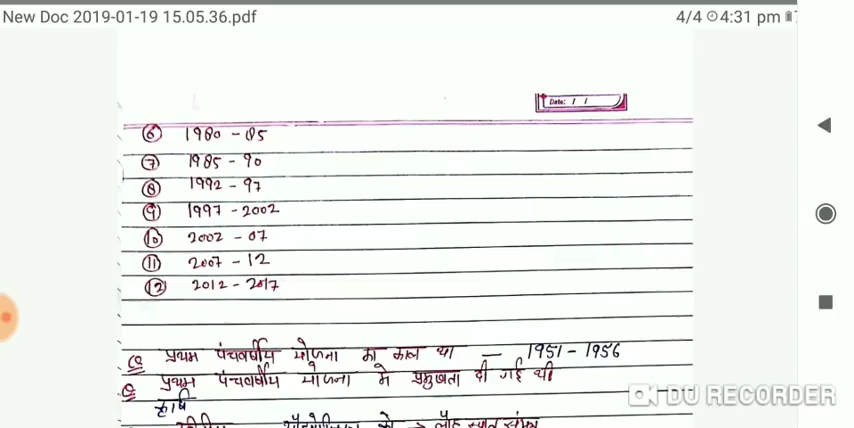 New Doc 2019-01-19 15.05.36.pdf
4/4 4:31 pm
Date: / /
6 1980 - 85
7 1985 - 90
8 1992 - 97
9 1997 - 2002
10 2002 - 07
11 2007 - 12
12 2012 - 2017
Q प्रथम पंचवर्षीय योजना का काल था — 1951 - 1956
Q प्रथम पंचवर्षीय योजना मे प्रमुखता दी गई थी
कृषि
DU RECORDER